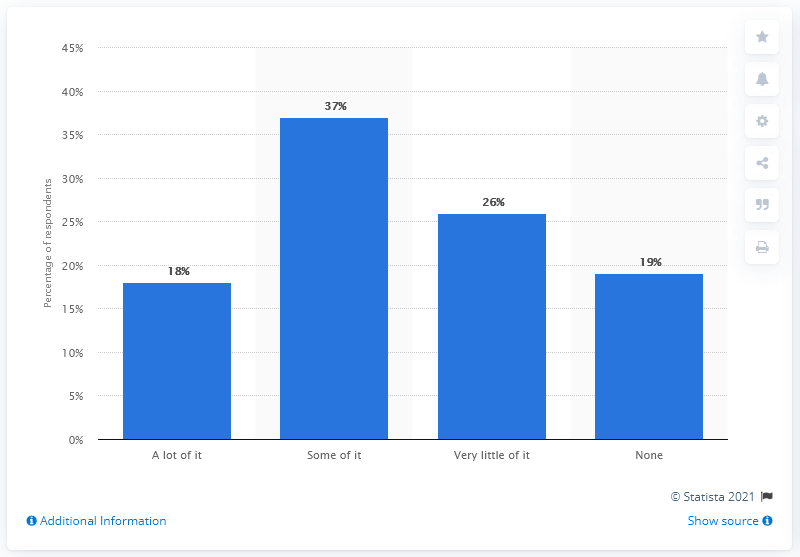 45%
40%
35%
30%
25%
20%
15%
10%
5%
0%
Percentage of respondents
18%
37%
26%
19%
A lot of it
Some of it
Very little of it
None
© Statista 2021
Additional Information
Show source